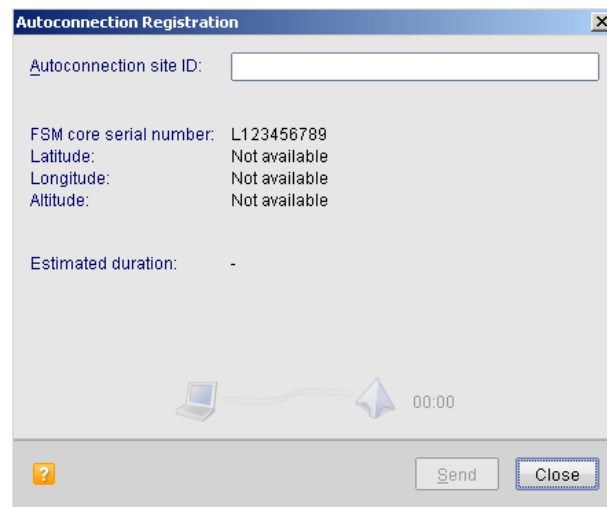 Autoconnection Registration
Autoconnection site ID:
FSM core serial number: L123456789
Latitude: Not available
Longitude: Not available
Altitude: Not available
Estimated duration: -
00:00
?
Send Close